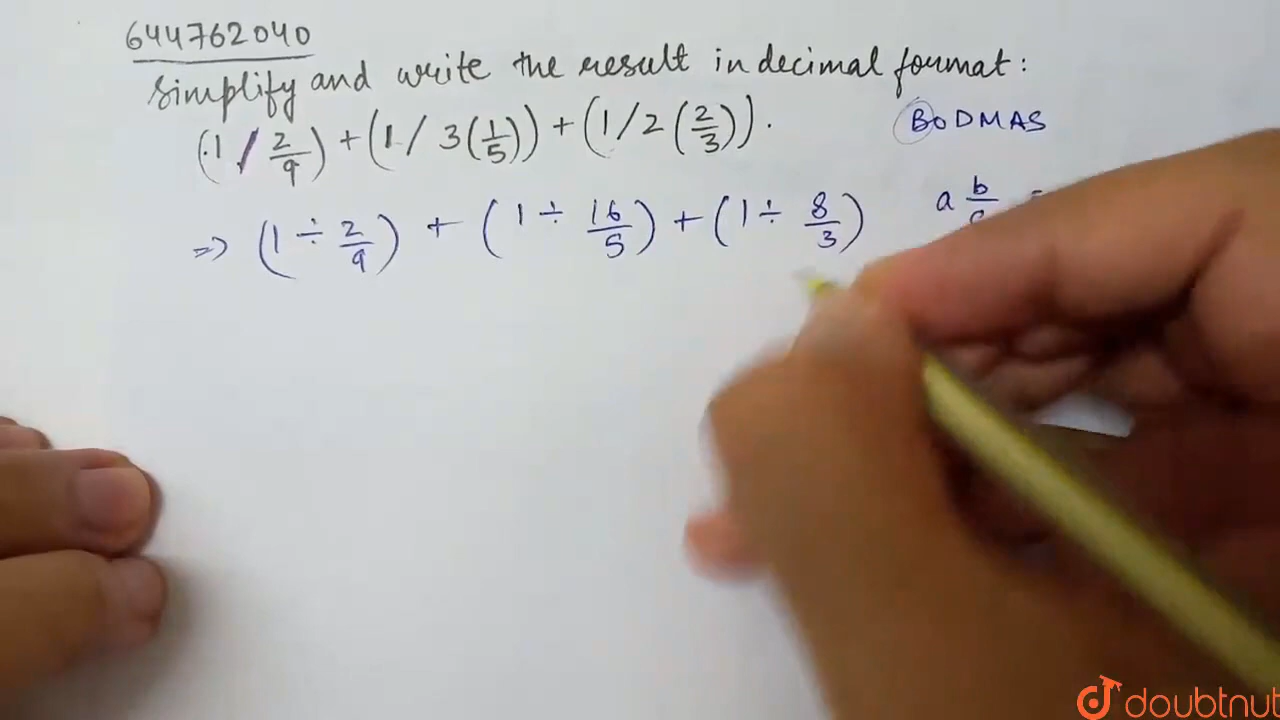 644762040
Simplify and write the result in decimal format:
(1 / 2/9) + (1 / 3(1/5)) + (1/2(2/3)).
BODMAS
⇒ (1 ÷ 2/9) + (1 ÷ 16/5) + (1 ÷ 8/3)
a b/c =
doubtnut